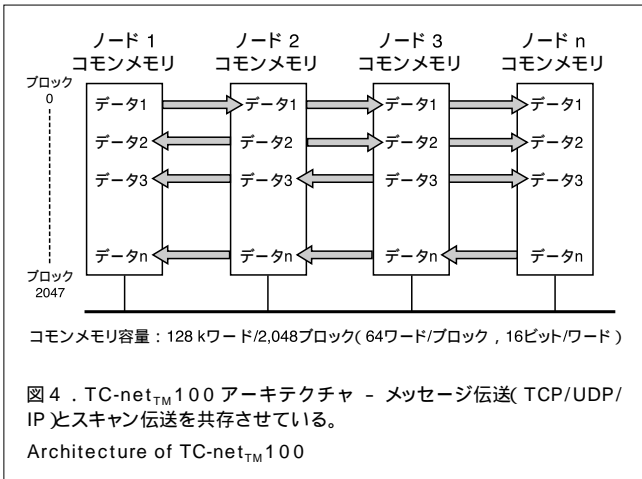 ノード 1 ノード 2 ノード 3 ノード n
コモンメモリ コモンメモリ コモンメモリ コモンメモリ
ブロック
0
データ1 データ1 データ1 データ1
データ2 データ2 データ2 データ2
データ3 データ3 データ3 データ3
データn データn データn データn
ブロック
2047
コモンメモリ容量：128 kワード/2,048ブロック( 64ワード/ブロック , 16ビット/ワード )
図4 . TC-netTM100 アーキテクチャ － メッセージ伝送( TCP/UDP/
IP )とスキャン伝送を共存させている。
Architecture of TC-netTM100